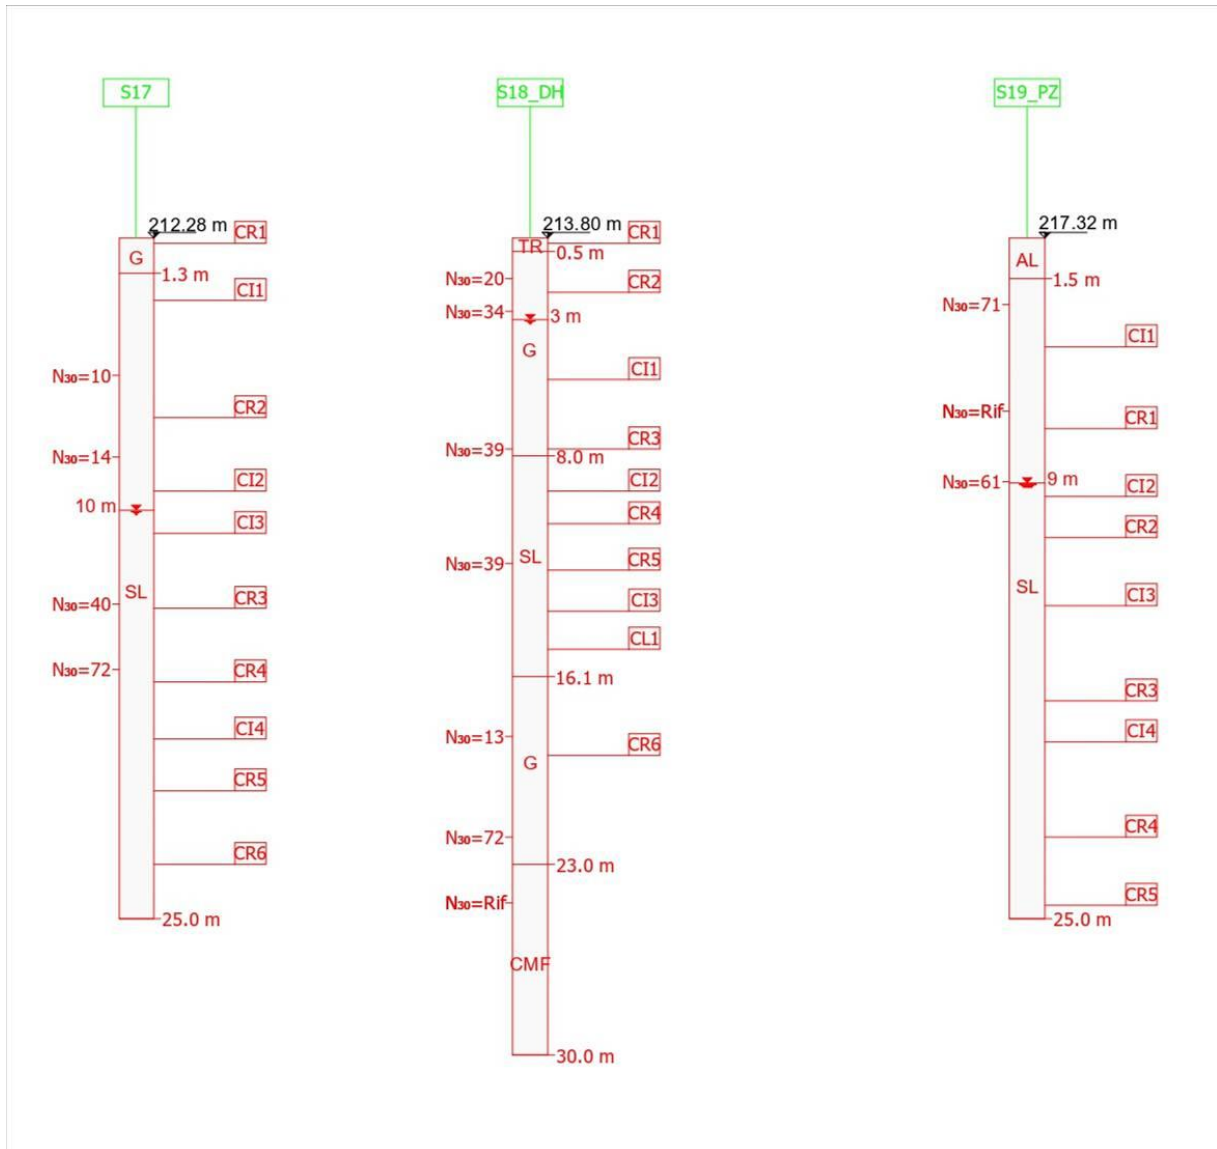 S17
212.28 m
CR1
G
1.3 m
CI1
N30=10
CR2
N30=14
CI2
10 m
CI3
SL
N30=40
CR3
N30=72
CR4
CI4
CR5
CR6
25.0 m
S18_DH
213.80 m
CR1
TR
0.5 m
N30=20
CR2
N30=34
3 m
G
CI1
CR3
N30=39
8.0 m
CI2
CR4
SL
N30=39
CR5
CI3
CL1
16.1 m
N30=13
CR6
G
N30=72
23.0 m
N30=Rif
CMF
30.0 m
S19_PZ
217.32 m
AL
1.5 m
N30=71
CI1
N30=Rif
CR1
N30=61
9 m
CI2
CR2
SL
CI3
CR3
CI4
CR4
CR5
25.0 m